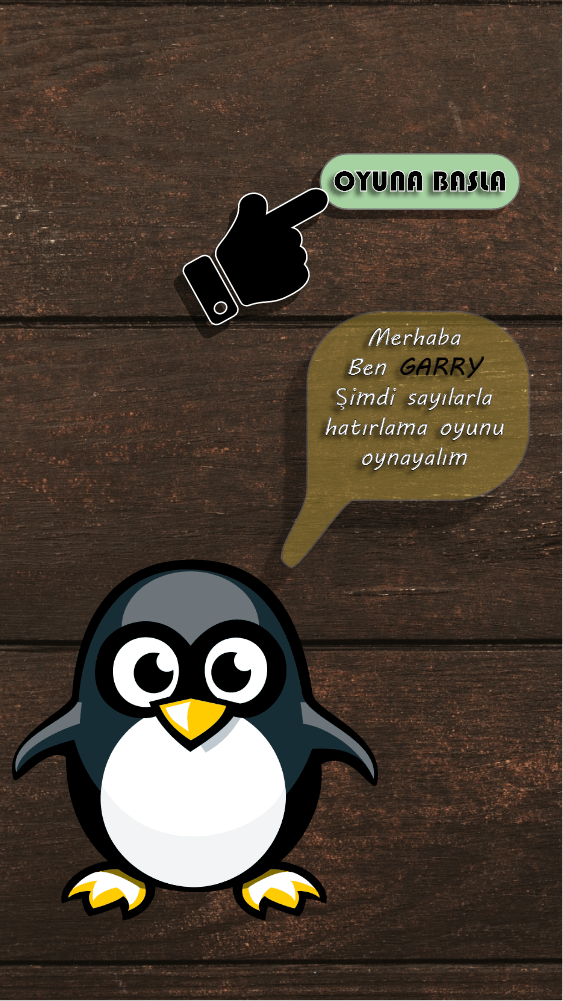 OYUNA BASLA
Merhaba
Ben GARRY
Şimdi sayılarla
hatırlama oyunu
oynayalım